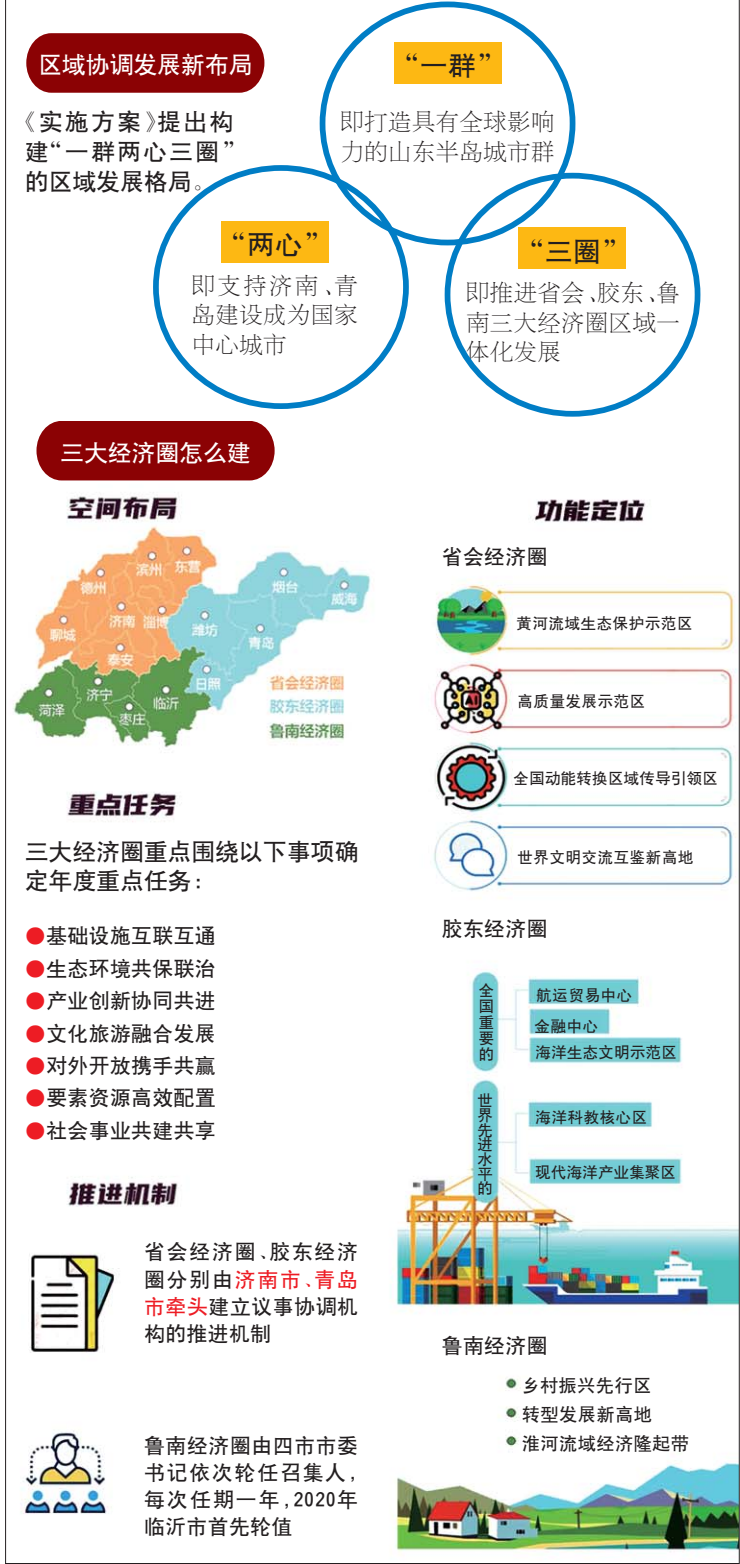 区域协调发展新布局
《实施方案》提出构
建“一群两心三圈”
的区域发展格局。
“一群”
即打造具有全球影响
力的山东半岛城市群
“两心”
即支持济南、青
岛建设成为国家
中心城市
“三圈”
即推进省会、胶东、鲁
南三大经济圈区域一
体化发展
三大经济圈怎么建
空间布局
滨州
东营
德州
烟台
威海
聊城
济南
淄博
潍坊
青岛
泰安
日照
济宁
临沂
菏泽
枣庄
省会经济圈
胶东经济圈
鲁南经济圈
重点任务
三大经济圈重点围绕以下事项确
定年度重点任务：
●基础设施互联互通
●生态环境共保联治
●产业创新协同共进
●文化旅游融合发展
●对外开放携手共赢
●要素资源高效配置
●社会事业共建共享
推进机制
省会经济圈、胶东经济
圈分别由济南市、青岛
市牵头建立议事协调机
构的推进机制
鲁南经济圈由四市市委
书记依次轮任召集人，
每次任期一年，2020年
临沂市首先轮值
功能定位
省会经济圈
黄河流域生态保护示范区
AI
高质量发展示范区
全国动能转换区域传导引领区
世界文明交流互鉴新高地
胶东经济圈
全国重要的
航运贸易中心
金融中心
海洋生态文明示范区
世界先进水平的
海洋科教核心区
现代海洋产业集聚区
鲁南经济圈
乡村振兴先行区
转型发展新高地
淮河流域经济隆起带